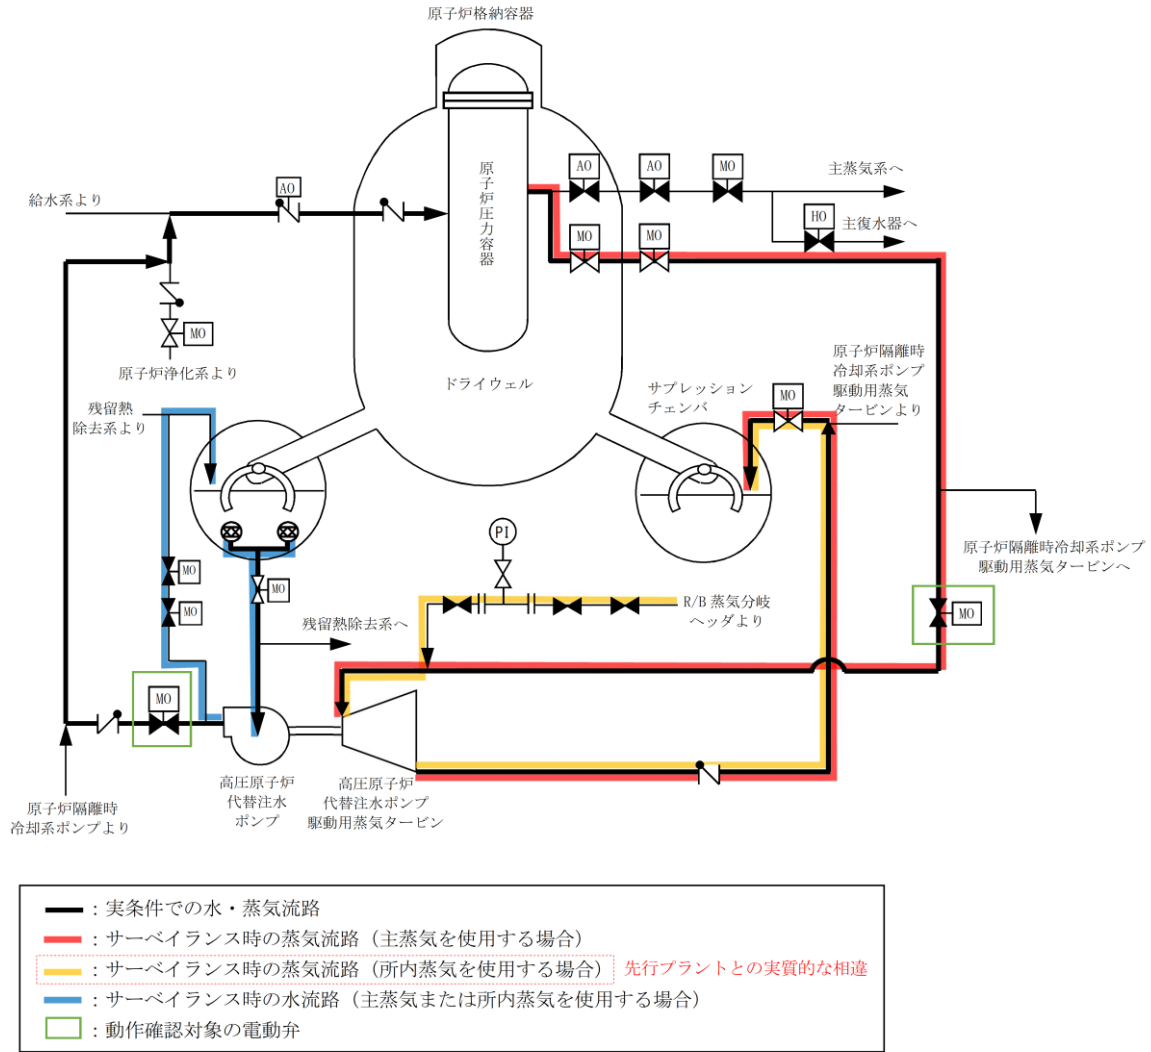 原子炉格納容器
原子炉圧力容器
AO
AO
MO
主蒸気系へ
HO
主復水器へ
MO
MO
AO
給水系より
MO
原子炉浄化系より
ドライウェル
残留熱
除去系より
サプレッション
チェンバ
MO
原子炉隔離時
冷却系ポンプ
駆動用蒸気
タービンより
PI
原子炉隔離時冷却系ポンプ
駆動用蒸気タービンへ
MO
MO
MO
R/B 蒸気分岐
ヘッダより
MO
残留熱除去系へ
MO
高圧原子炉
代替注水
ポンプ
高圧原子炉
代替注水ポンプ
駆動用蒸気タービン
原子炉隔離時
冷却系ポンプより
：実条件での水・蒸気流路
：サーベイランス時の蒸気流路（主蒸気を使用する場合）
：サーベイランス時の蒸気流路（所内蒸気を使用する場合） 先行プラントとの実質的な相違
：サーベイランス時の水流路（主蒸気または所内蒸気を使用する場合）
：動作確認対象の電動弁